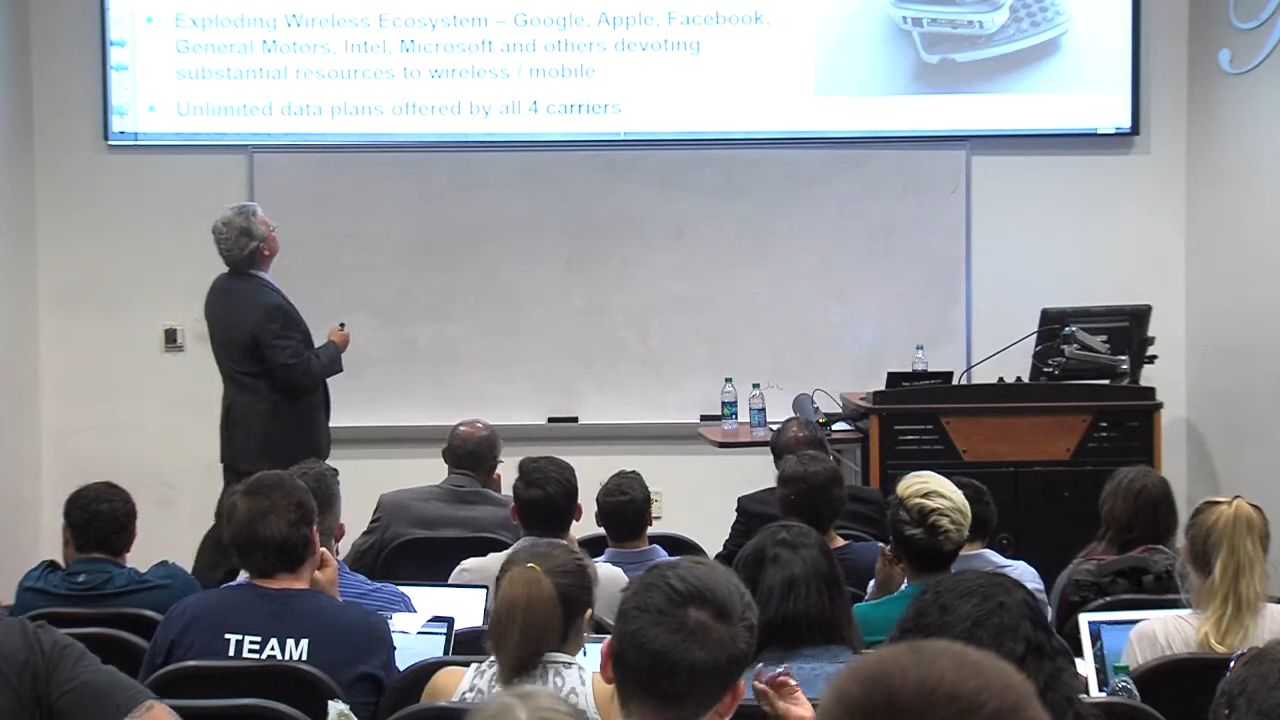 Exploding Wireless Ecosystem – Google, Apple, Facebook,
General Motors, Intel, Microsoft and others devoting
substantial resources to wireless / mobile
Unlimited data plans offered by all 4 carriers
TEAM